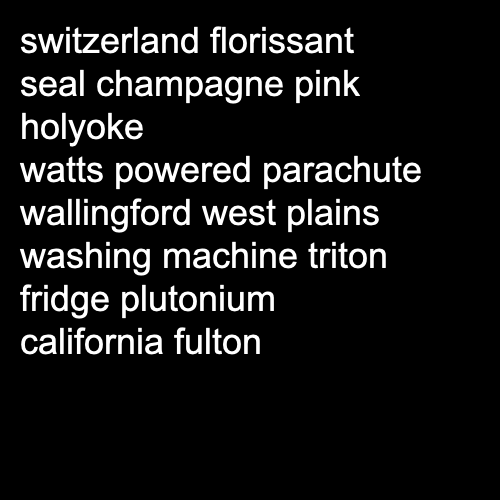 switzerland florissant
seal champagne pink
holyoke
watts powered parachute
wallingford west plains
washing machine triton
fridge plutonium
california fulton